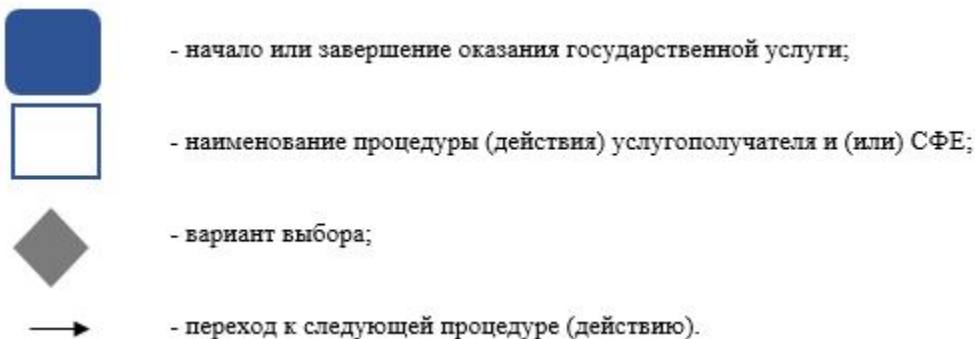 - начало или завершение оказания государственной услуги;
- наименование процедуры (действия) услугополучателя и (или) СФЕ;
- вариант выбора;
- переход к следующей процедуре (действию).